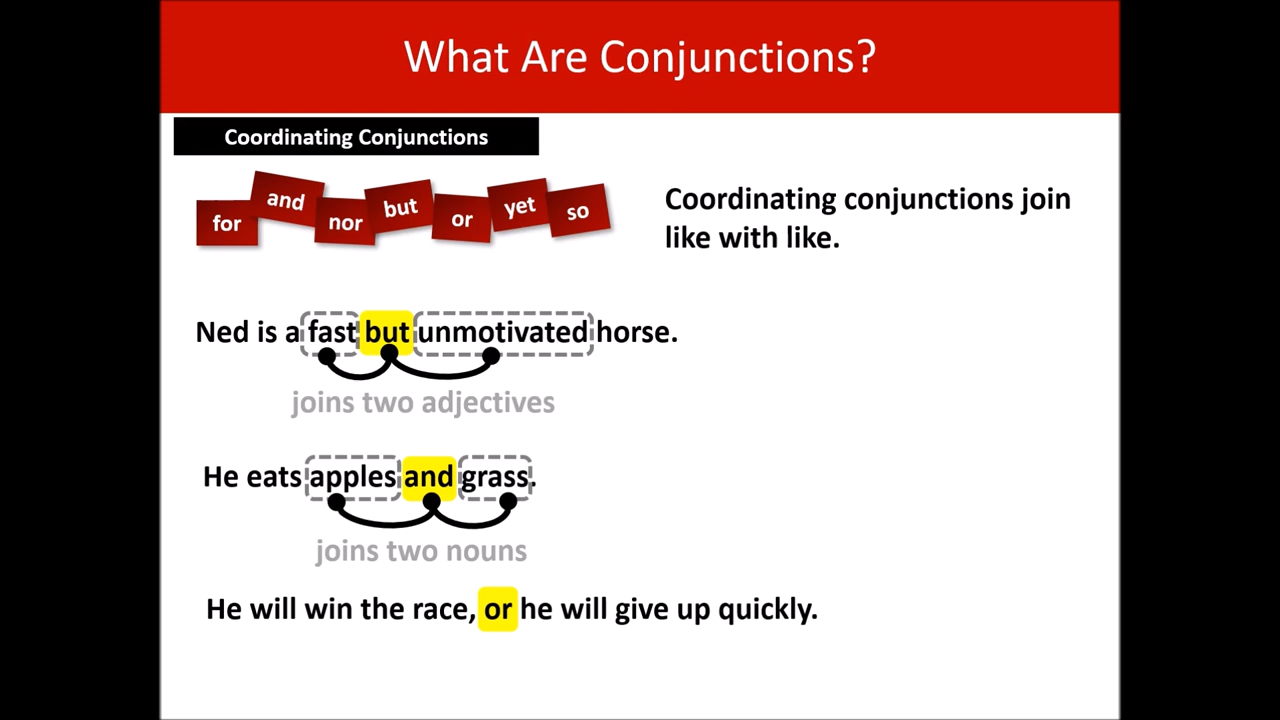 What Are Conjunctions?
Coordinating Conjunctions
for and nor but or yet so
Coordinating conjunctions join
like with like.
Ned is a fast but unmotivated horse.
joins two adjectives
He eats apples and grass.
joins two nouns
He will win the race, or he will give up quickly.